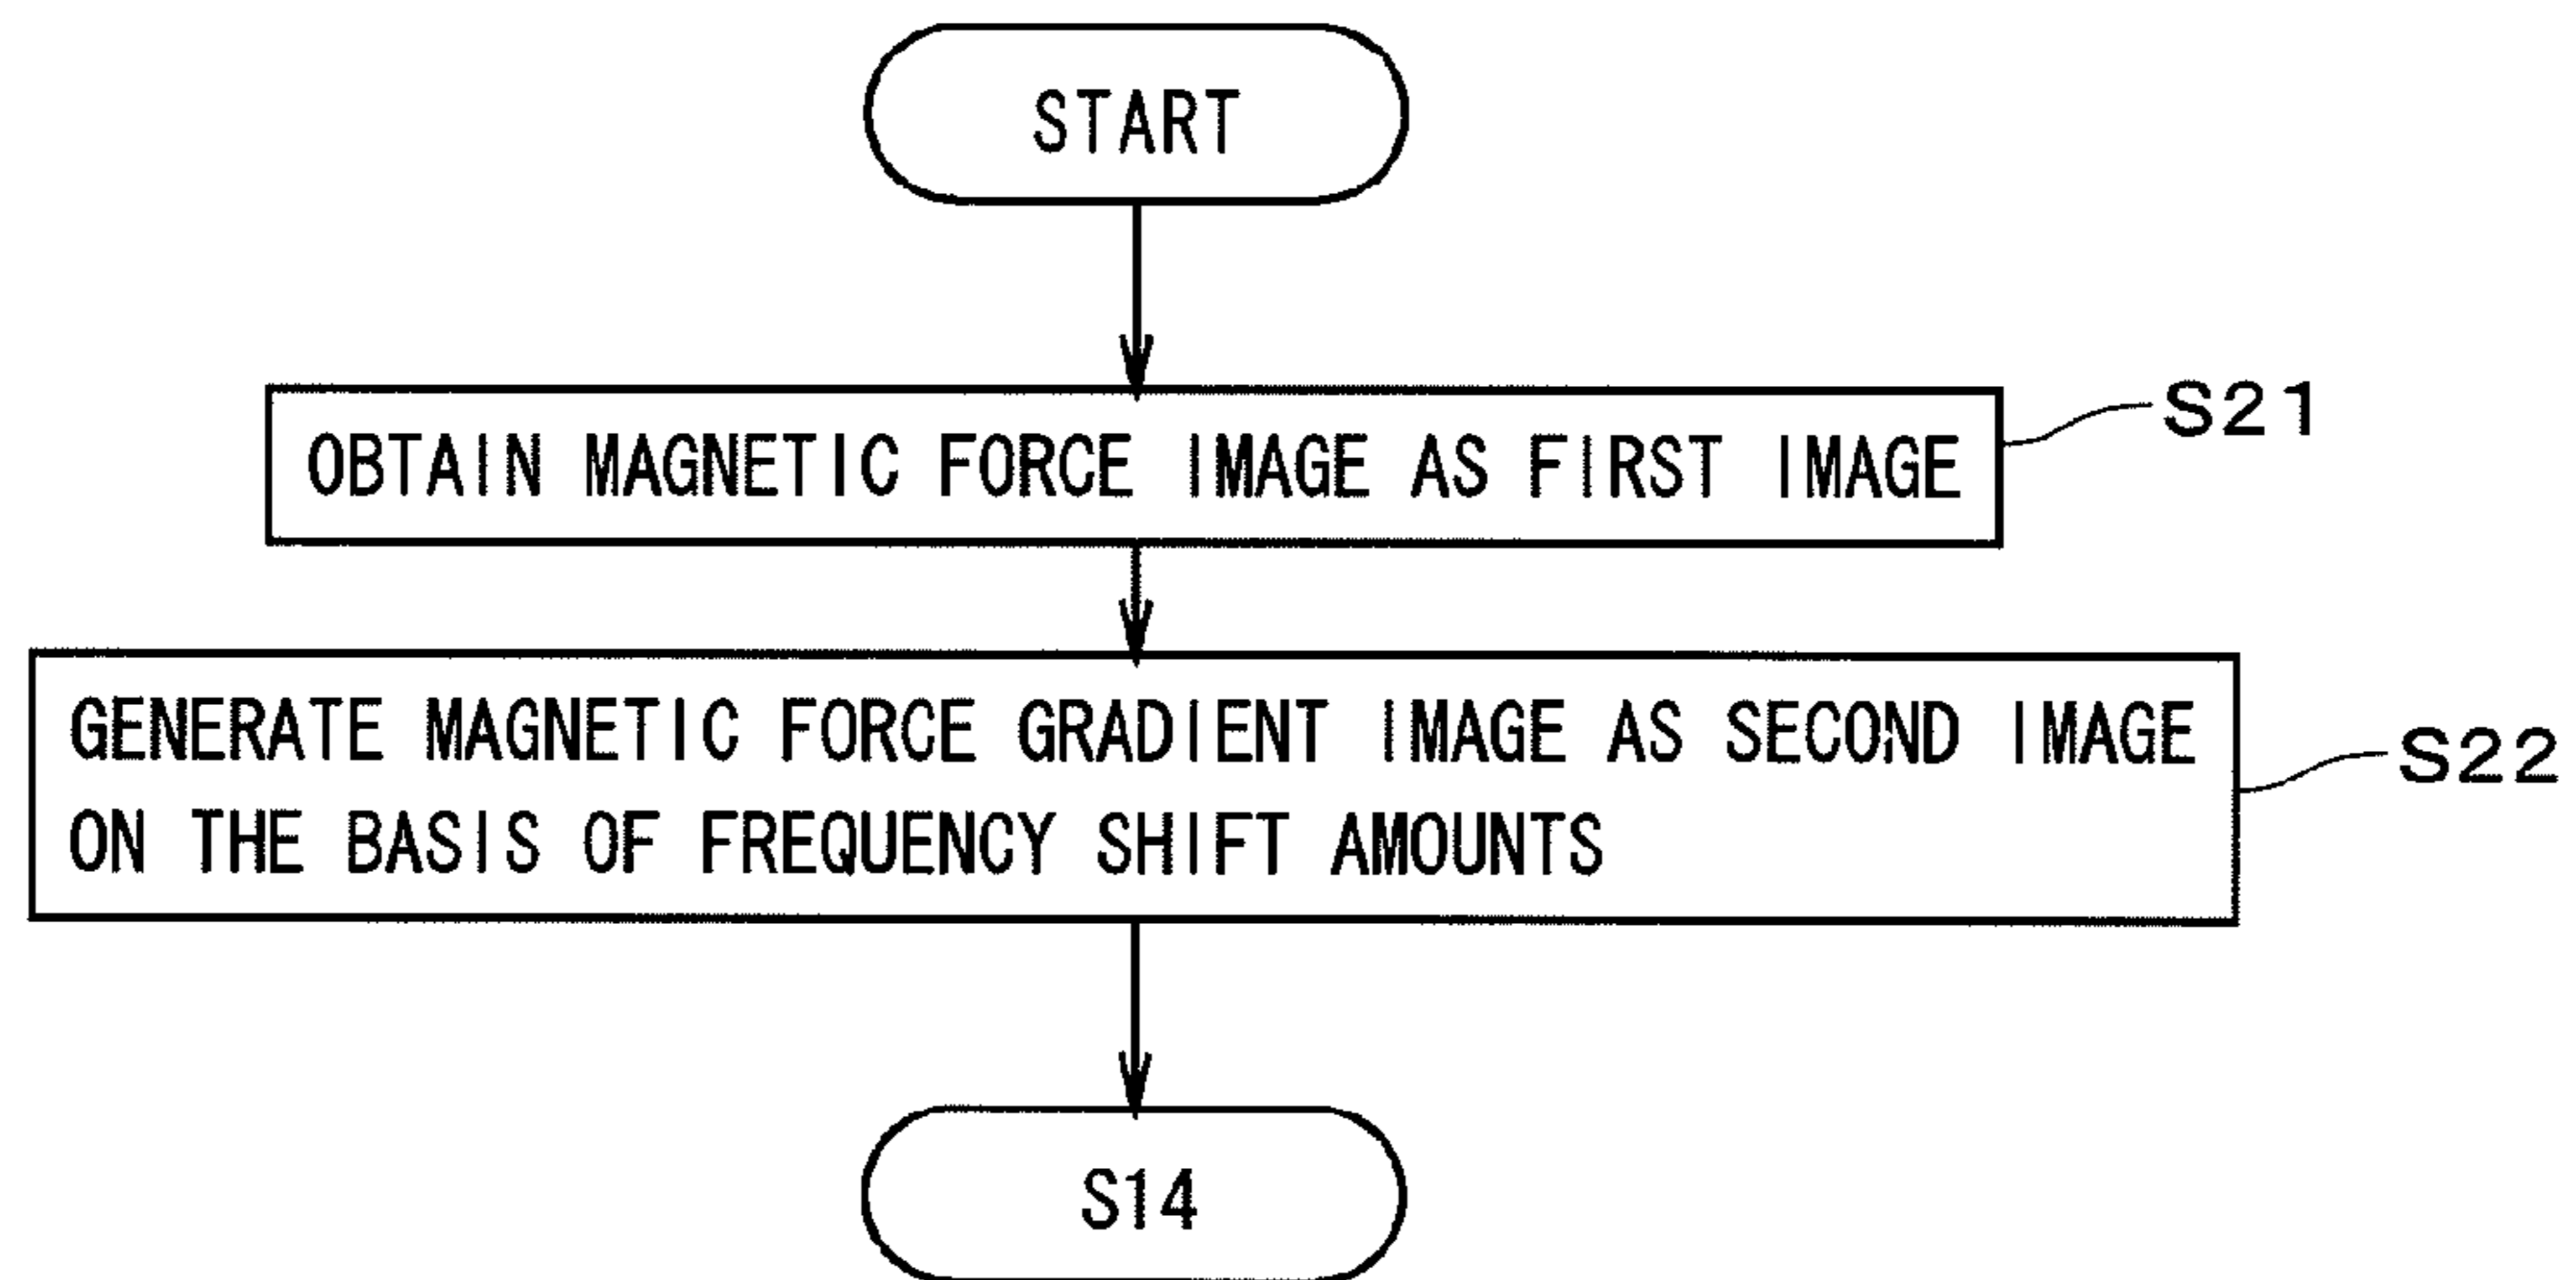 START
OBTAIN MAGNETIC FORCE IMAGE AS FIRST IMAGE
S21
GENERATE MAGNETIC FORCE GRADIENT IMAGE AS SECOND IMAGE
ON THE BASIS OF FREQUENCY SHIFT AMOUNTS
S22
S14